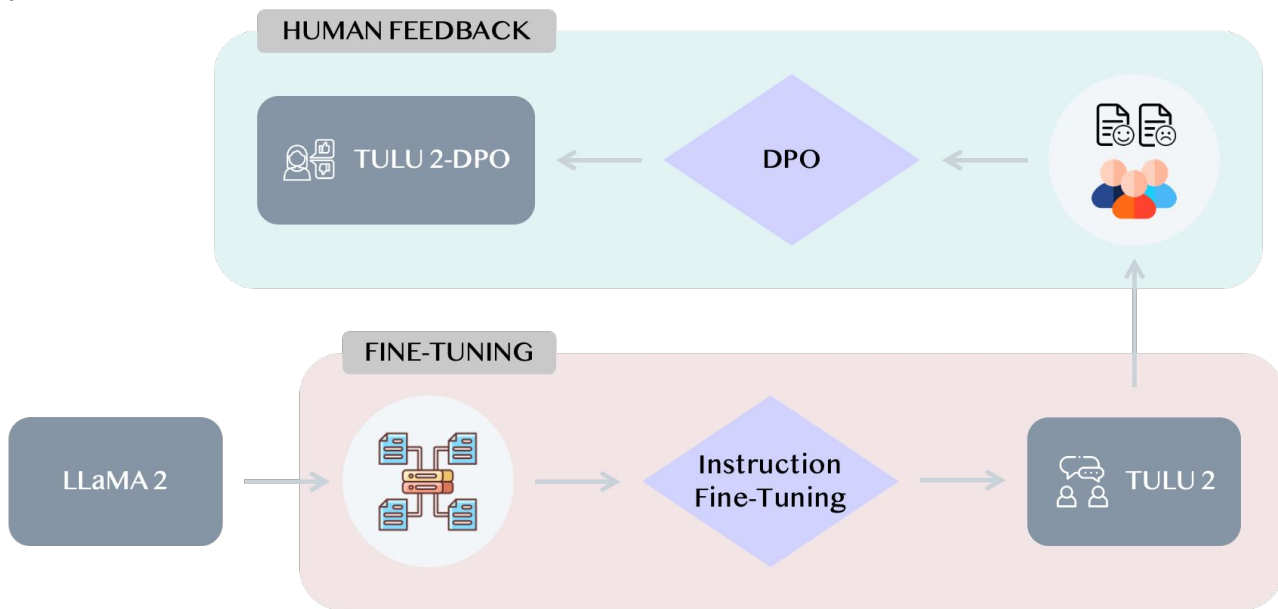 HUMAN FEEDBACK
TULU 2-DPO
DPO
FINE-TUNING
LLaMA 2
Instruction
Fine-Tuning
TULU 2